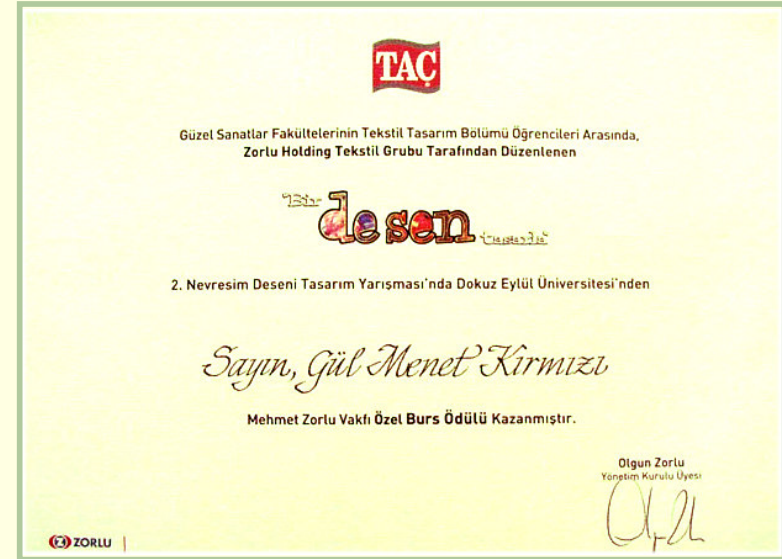 TAÇ
Güzel Sanatlar Fakültelerinin Tekstil Tasarım Bölümü Öğrencileri Arasında,
Zorlu Holding Tekstil Grubu Tarafından Düzenlenen
"Bir
desen
2. Nevresim Deseni Tasarım Yarışması'nda Dokuz Eylül Üniversitesi'nden
Sayın, Gül Menet Kırmızı
Mehmet Zorlu Vakfı Özel Burs Ödülü Kazanmıştır.
Olgun Zorlu
Yönetim Kurulu Üyesi
ZORLU